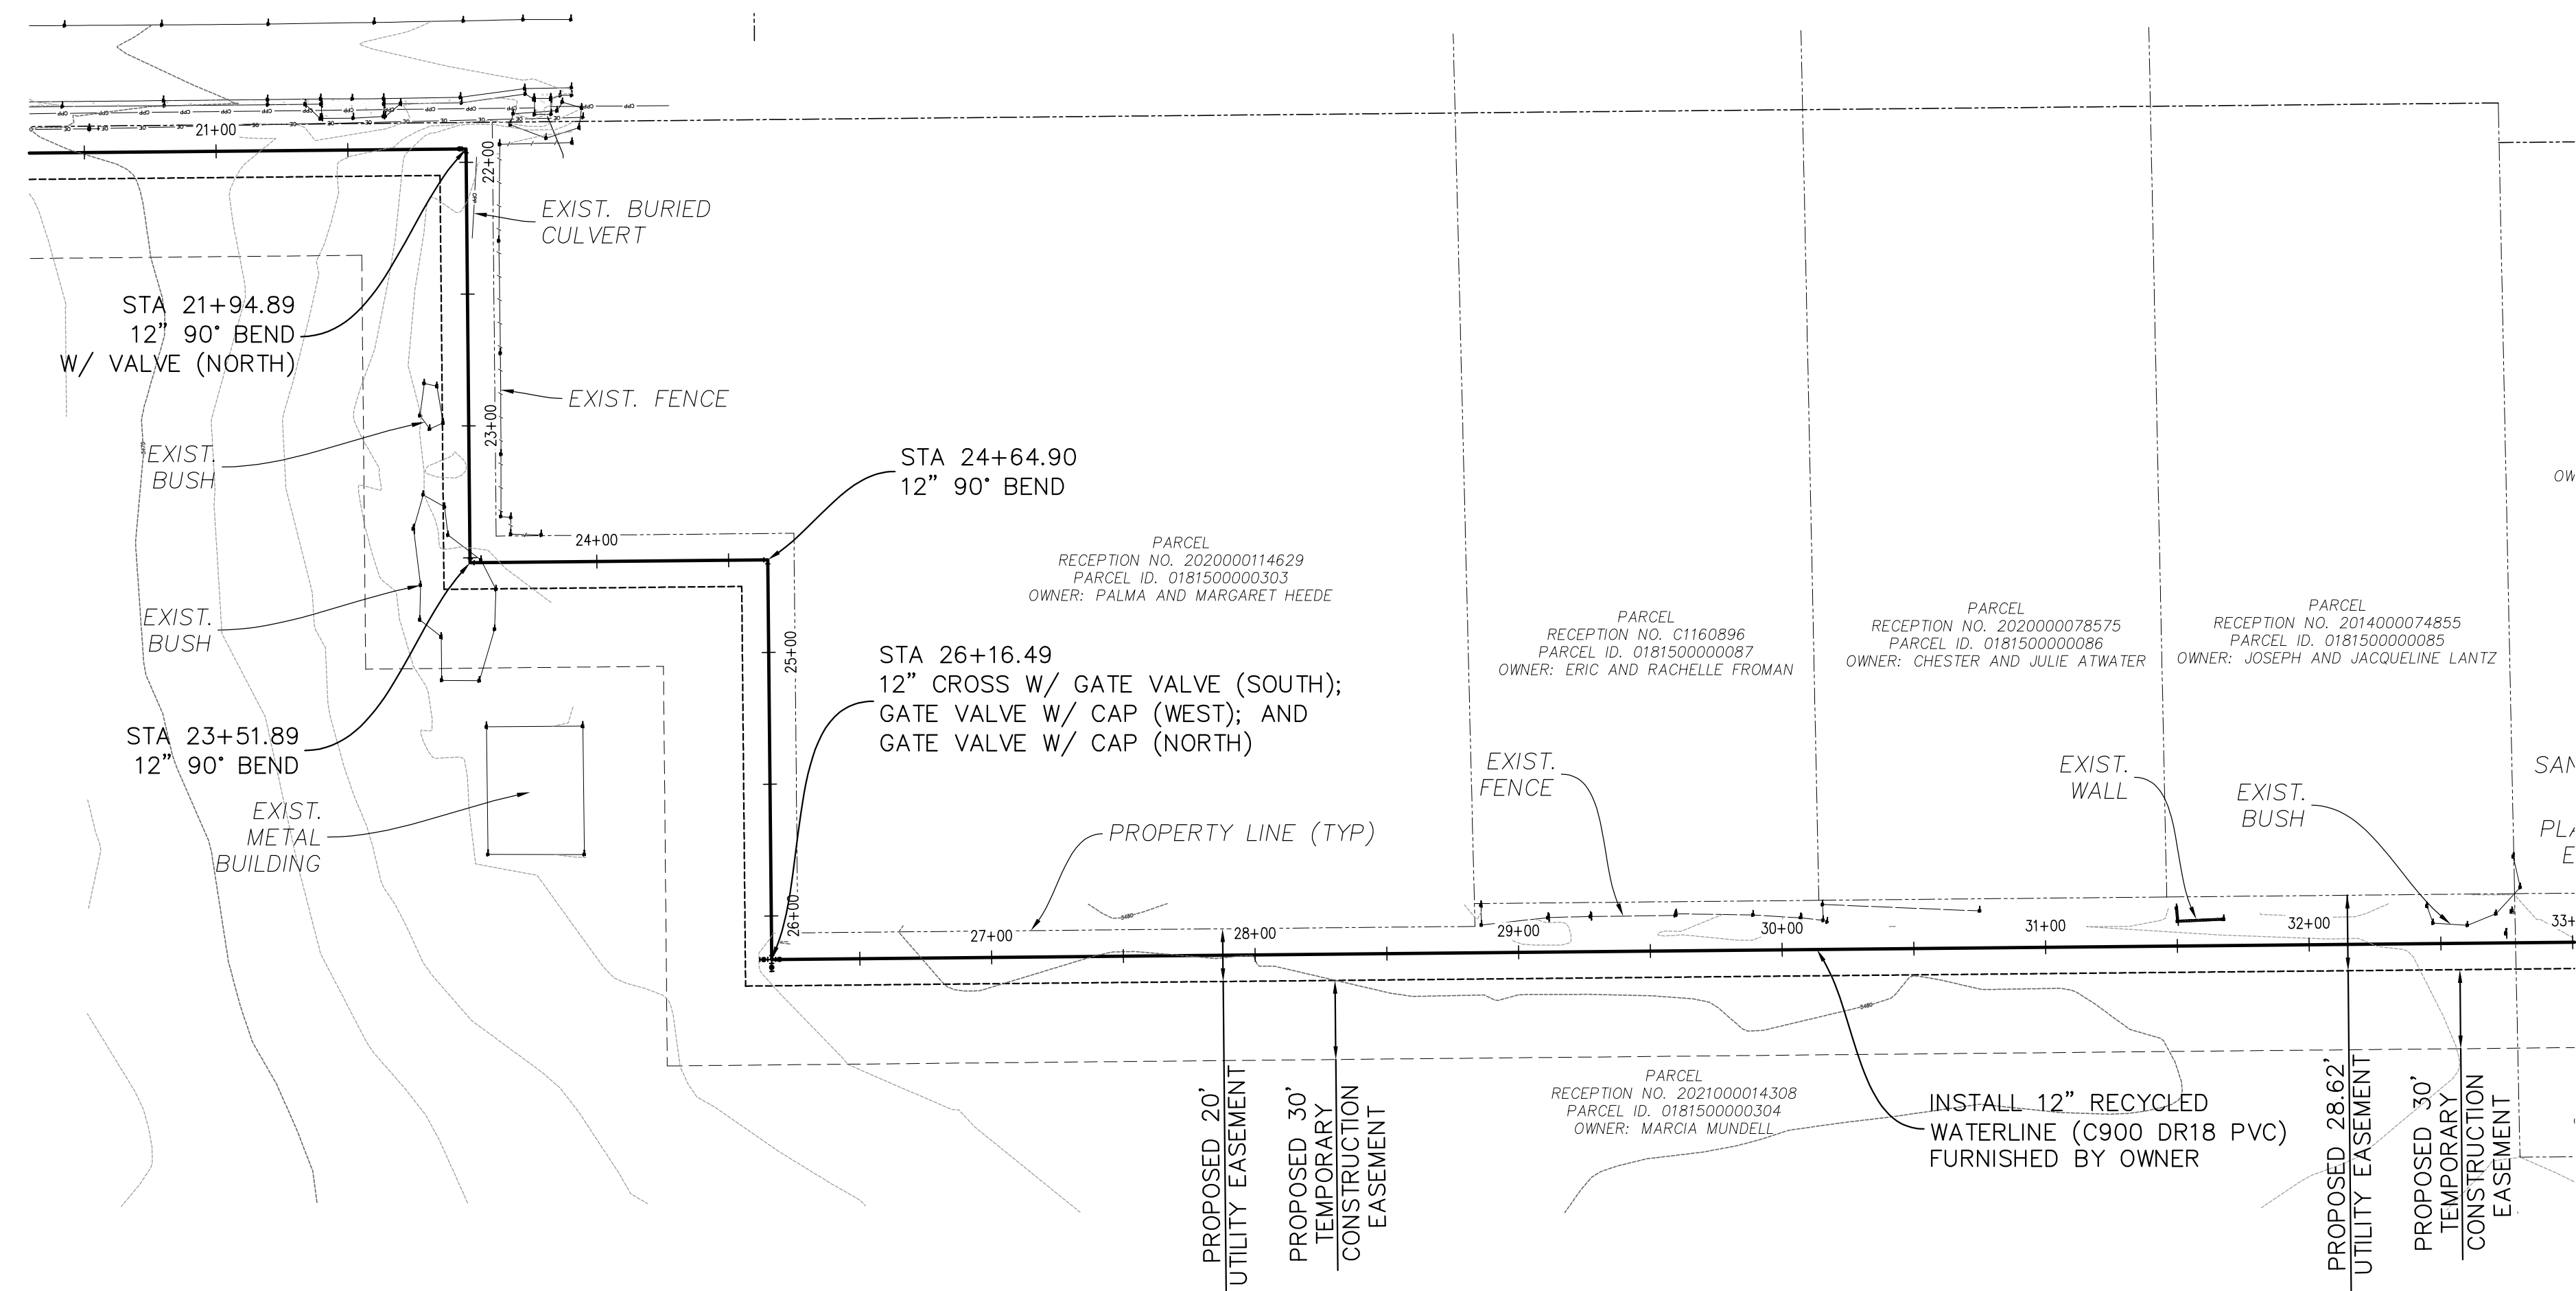 21+00
22+00
EXIST. BURIED
CULVERT
STA 21+94.89
12" 90° BEND
W/ VALVE (NORTH)
EXIST. FENCE
23+00
EXIST.
BUSH
STA 24+64.90
12" 90° BEND
24+00
PARCEL
RECEPTION NO. 2020000114629
PARCEL ID. 0181500000303
OWNER: PALMA AND MARGARET HEEDE
EXIST.
BUSH
25+00
STA 26+16.49
12" CROSS W/ GATE VALVE (SOUTH);
GATE VALVE W/ CAP (WEST); AND
GATE VALVE W/ CAP (NORTH)
PARCEL
RECEPTION NO. C1160896
PARCEL ID. 0181500000087
OWNER: ERIC AND RACHELLE FROMAN
PARCEL
RECEPTION NO. 2020000078575
PARCEL ID. 0181500000086
OWNER: CHESTER AND JULIE ATWATER
PARCEL
RECEPTION NO. 2014000074855
PARCEL ID. 0181500000085
OWNER: JOSEPH AND JACQUELINE LANTZ
OW
STA 23+51.89
12" 90° BEND
EXIST.
METAL
BUILDING
PROPERTY LINE (TYP)
EXIST.
FENCE
EXIST.
WALL
EXIST.
BUSH
SAN
PLA
E
26+00
27+00
28+00
29+00
30+00
31+00
32+00
33+
5480
5480
PROPOSED 20'
UTILITY EASEMENT
PROPOSED 30'
TEMPORARY
CONSTRUCTION
EASEMENT
PARCEL
RECEPTION NO. 2021000014308
PARCEL ID. 0181500000304
OWNER: MARCIA MUNDELL
INSTALL 12" RECYCLED
WATERLINE (C900 DR18 PVC)
FURNISHED BY OWNER
PROPOSED 28.62'
UTILITY EASEMENT
PROPOSED 30'
TEMPORARY
CONSTRUCTION
EASEMENT